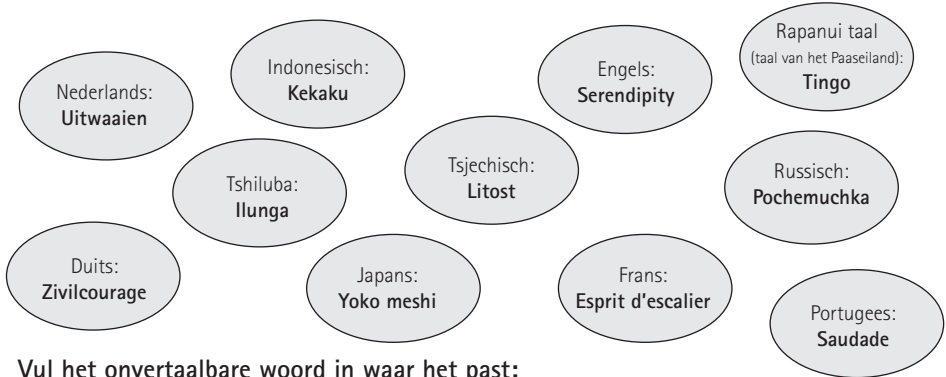 Nederlands:
Uitwaaien
Indonesisch:
Kekaku
Engels:
Serendipity
Rapanui taal
(taal van het Paaseiland):
Tingo
Tshiluba:
Ilunga
Tsjechisch:
Litost
Russisch:
Pochemuchka
Duits:
Zivilcourage
Japans:
Yoko meshi
Frans:
Esprit d'escalier
Portugees:
Saudade
Vul het onvertaalbare woord in waar het past: